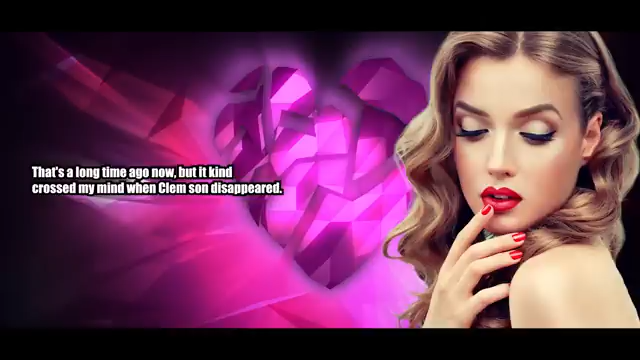 That's a long time ago now, but it kind
crossed my mind when Clem son disappeared.